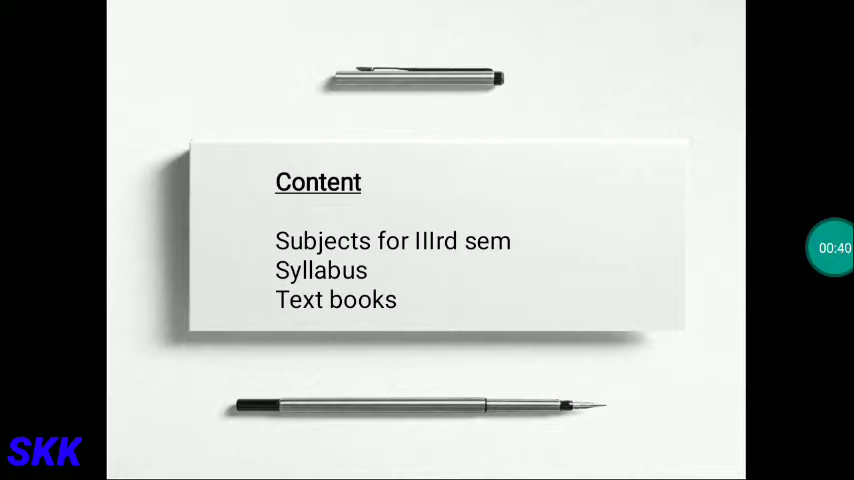 Content
Subjects for IIIrd sem
Syllabus
Text books
00:40
SKK